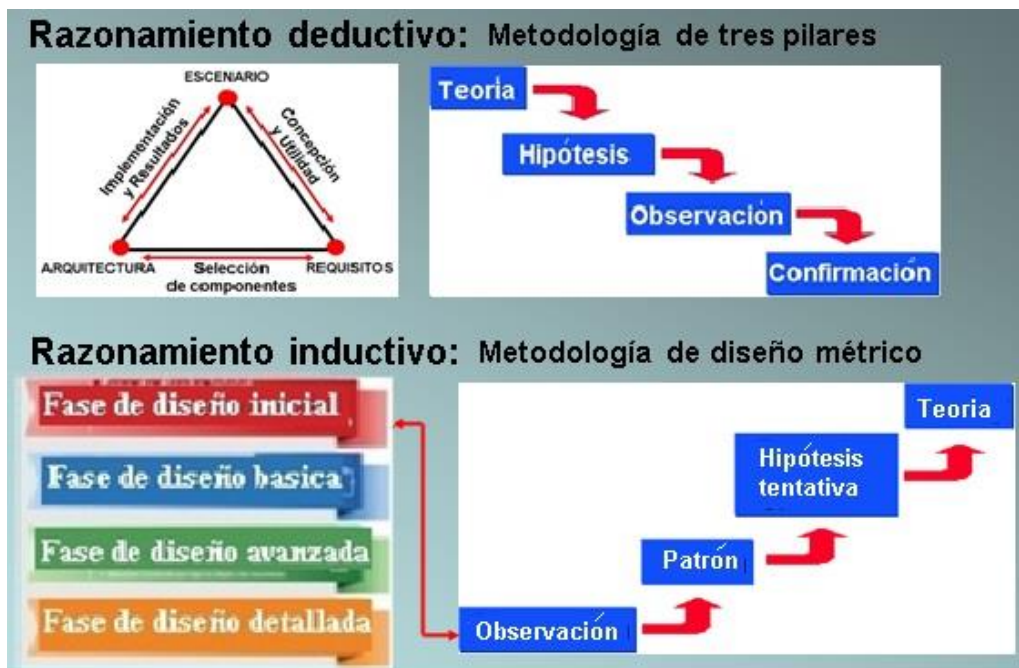 Razonamiento deductivo: Metodología de tres pilares
ESCENARIO
Implementación
y Resultados
Concepción
y Utilidad
ARQUITECTURA
Selección
de componentes
REQUISITOS
Teoría
Hipótesis
Observación
Confirmación
Razonamiento inductivo: Metodología de diseño métrico
Fase de diseño inicial
Fase de diseño basica
Fase de diseño avanzada
Fase de diseño detallada
Teoria
Hipótesis
tentativa
Patrón
Observación